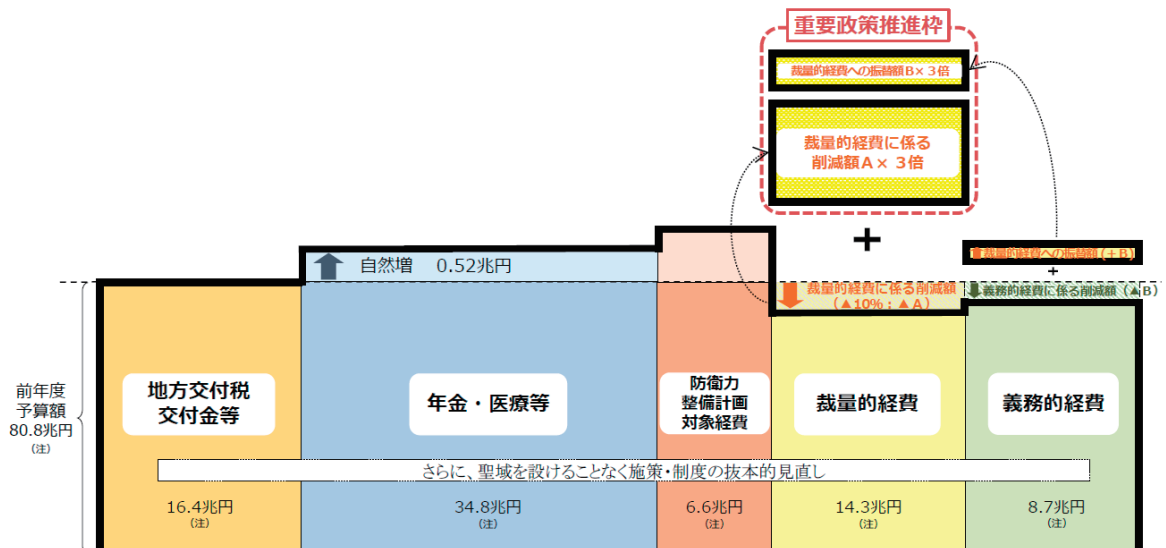 重要政策推進枠
裁量的経費への振替額B×３倍
裁量的経費に係る
削減額A×３倍
+
裁量的経費への振替額(+B)
+
自然増 0.52兆円
裁量的経費に係る削減額
(▲10%：▲A)
義務的経費に係る削減額 (▲B)
前年度
予算額
80.8兆円
(注)
地方交付税
交付金等
年金・医療等
防衛力
整備計画
対象経費
裁量的経費
義務的経費
さらに、聖域を設けることなく施策・制度の抜本的見直し
16.4兆円
(注)
34.8兆円
(注)
6.6兆円
(注)
14.3兆円
(注)
8.7兆円
(注)